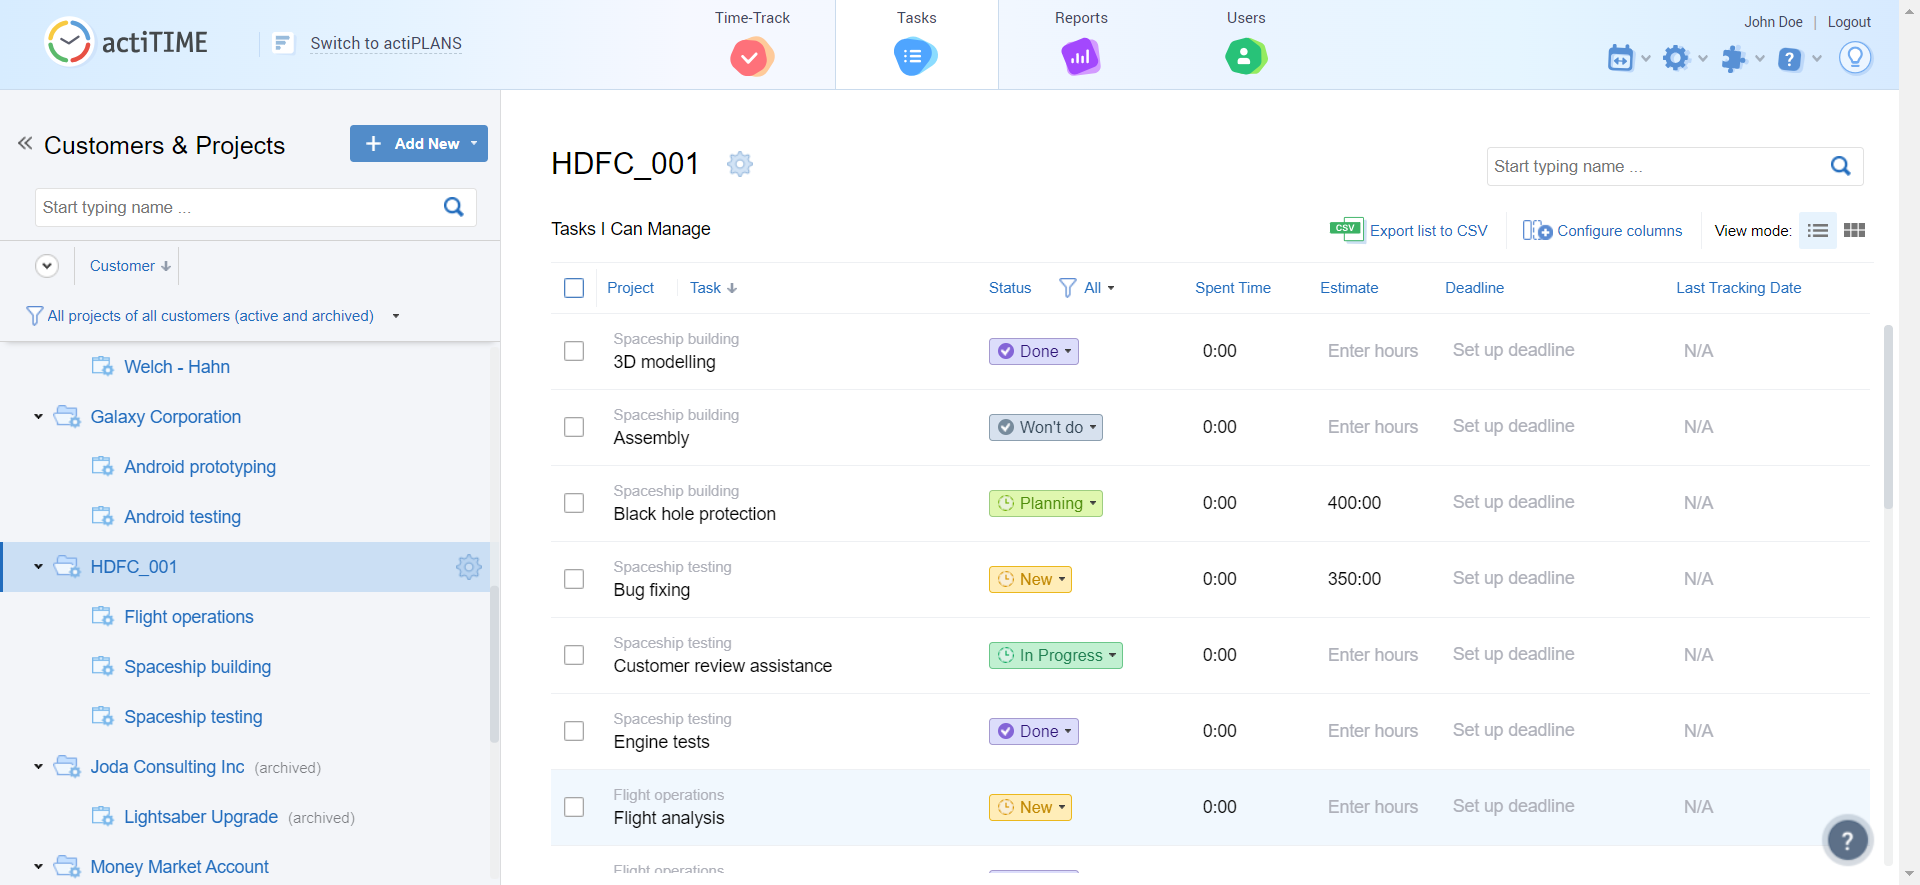 actiTIME
Switch to actiPLANS
Time-Track
Tasks
Reports
Users
John Doe | Logout
Customers & Projects
Add New
Start typing name ...
Customer
All projects of all customers (active and archived)
Welch - Hahn
Galaxy Corporation
Android prototyping
Android testing
HDFC_001
Flight operations
Spaceship building
Spaceship testing
Joda Consulting Inc (archived)
Lightsaber Upgrade (archived)
Money Market Account
HDFC_001
Start typing name ...
Tasks I Can Manage
CSV Export list to CSV
Configure columns
View mode:
Project Task Status All Spent Time Estimate Deadline Last Tracking Date
Spaceship building
3D modelling Done 0:00 Enter hours Set up deadline N/A
Spaceship building
Assembly Won't do 0:00 Enter hours Set up deadline N/A
Spaceship building
Black hole protection Planning 0:00 400:00 Set up deadline N/A
Spaceship testing
Bug fixing New 0:00 350:00 Set up deadline N/A
Spaceship testing
Customer review assistance In Progress 0:00 Enter hours Set up deadline N/A
Spaceship testing
Engine tests Done 0:00 Enter hours Set up deadline N/A
Flight operations
Flight analysis New 0:00 Enter hours Set up deadline N/A
Flight operations
?